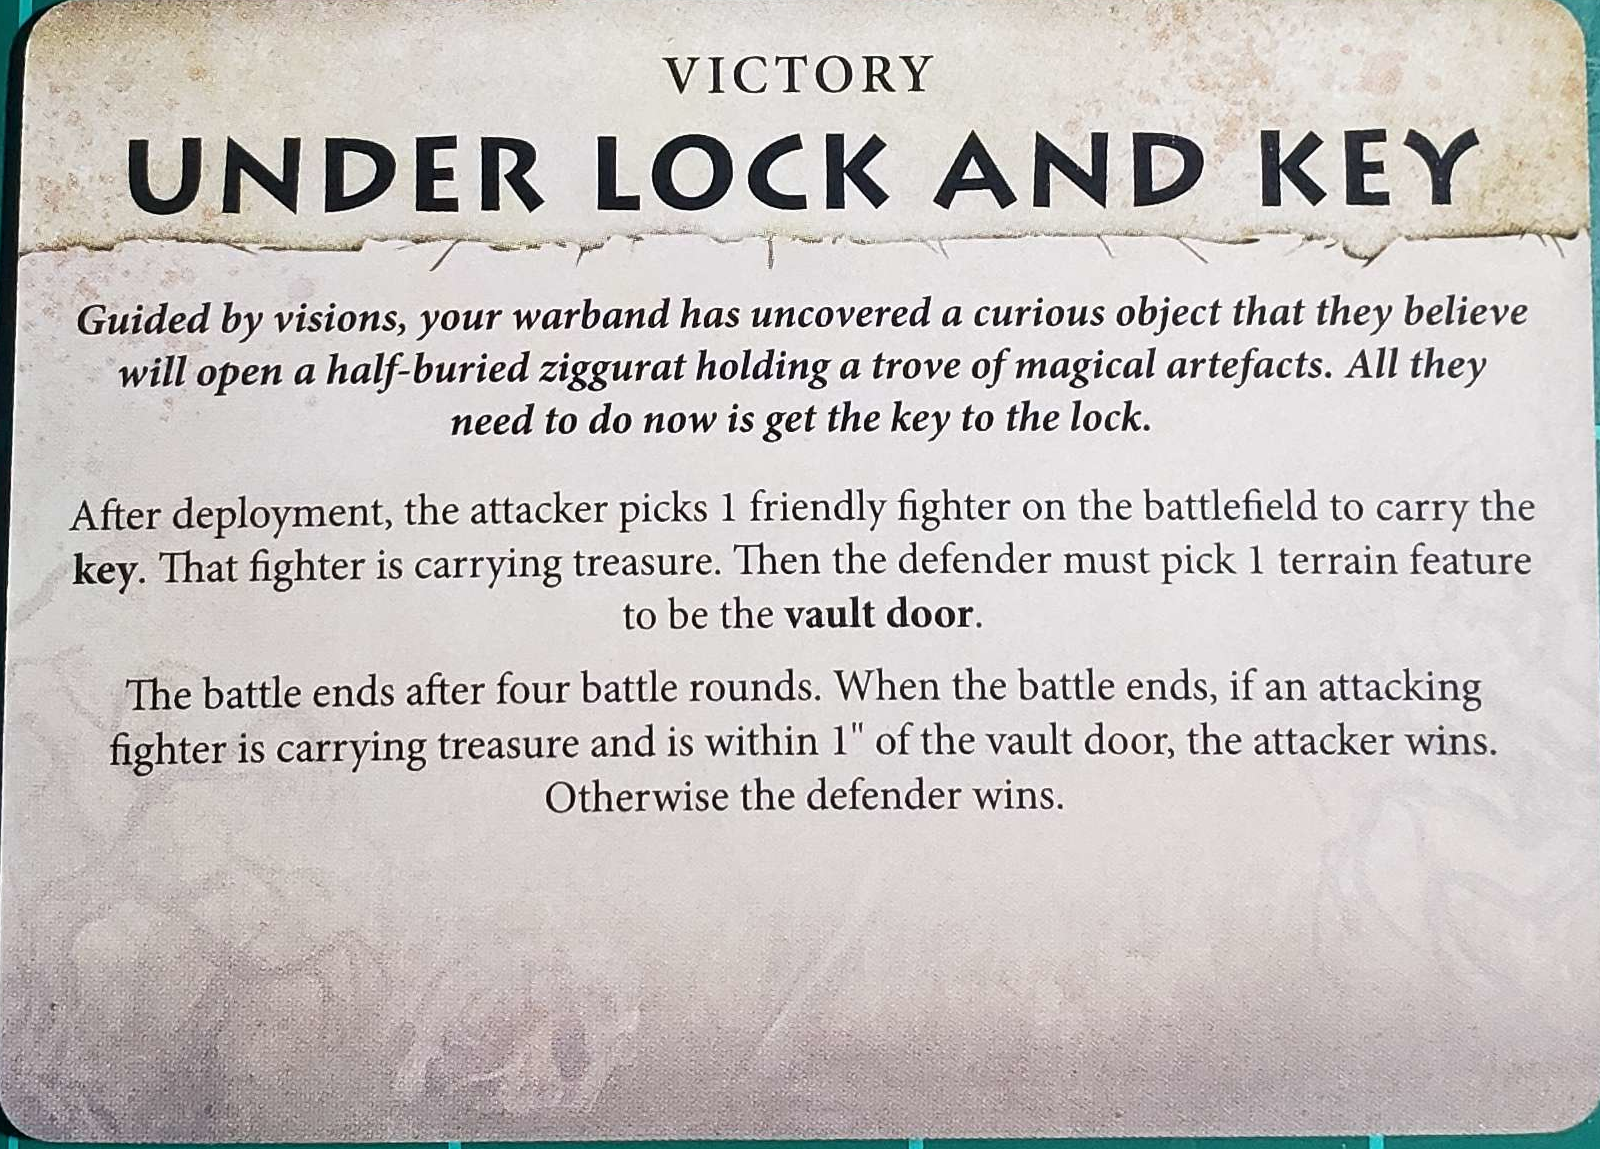 VICTORY
UNDER LOCK AND KEY
Guided by visions, your warband has uncovered a curious object that they believe
will open a half-buried ziggurat holding a trove of magical artefacts. All they
need to do now is get the key to the lock.
After deployment, the attacker picks 1 friendly fighter on the battlefield to carry the
key. That fighter is carrying treasure. Then the defender must pick 1 terrain feature
to be the vault door.
The battle ends after four battle rounds. When the battle ends, if an attacking
fighter is carrying treasure and is within 1" of the vault door, the attacker wins.
Otherwise the defender wins.